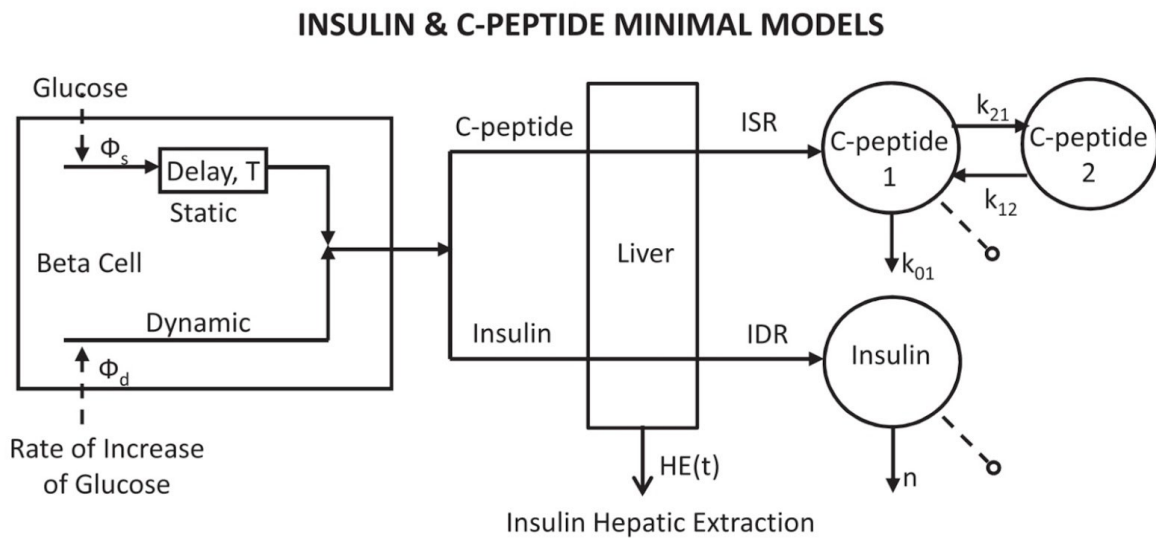 INSULIN & C-PEPTIDE MINIMAL MODELS
Glucose
Φs
Delay, T
Static
Beta Cell
Dynamic
Φd
Rate of Increase
of Glucose
C-peptide
Insulin
Liver
HE(t)
Insulin Hepatic Extraction
ISR
IDR
C-peptide
1
k21
k12
C-peptide
2
k01
Insulin
n